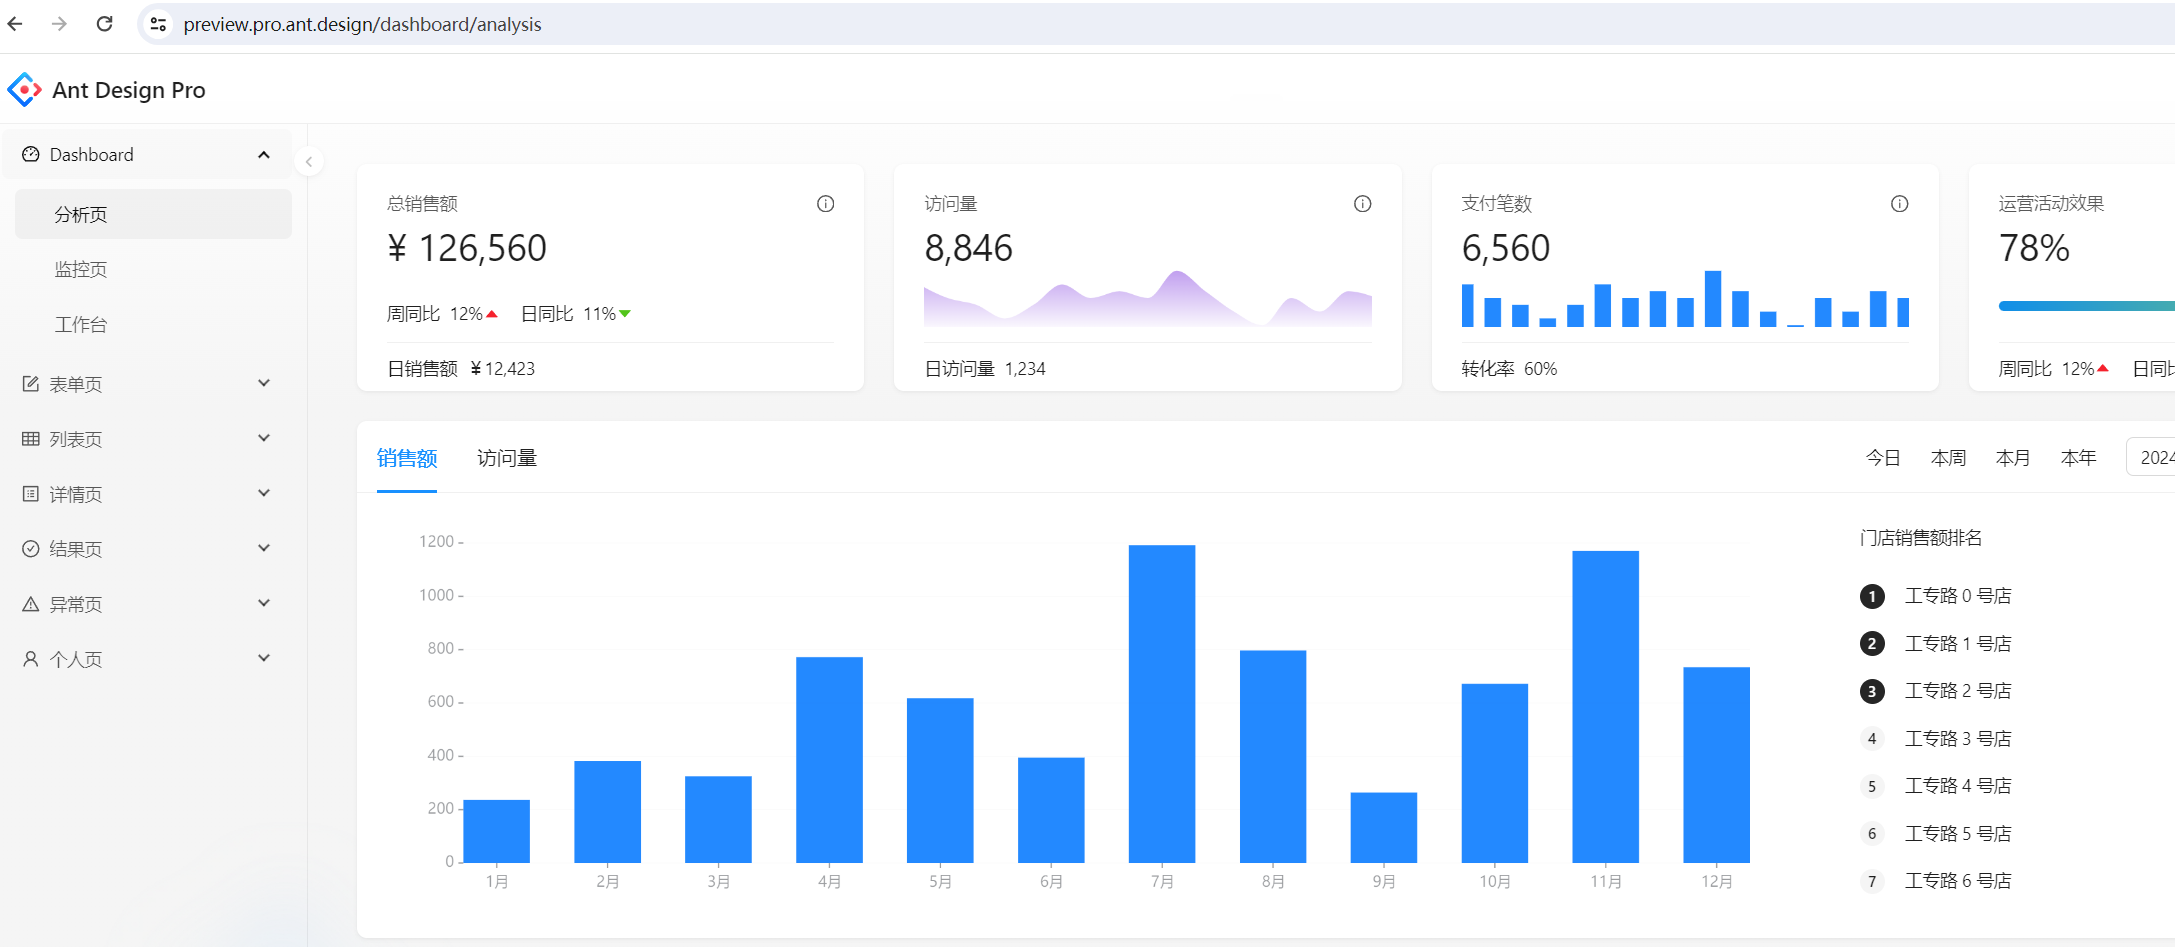 preview.pro.ant.design/dashboard/analysis
Ant Design Pro
Dashboard
分析页
监控页
工作台
表单页
列表页
详情页
结果页
异常页
个人页
总销售额
¥ 126,560
周同比 12% 日同比 11%
日销售额 ¥12,423
访问量
8,846
日访问量 1,234
支付笔数
6,560
转化率 60%
运营活动效果
78%
周同比 12% 日同比
销售额 访问量
今日 本周 本月 本年 2024
1200
1000
800
600
400
200
0
1月 2月 3月 4月 5月 6月 7月 8月 9月 10月 11月 12月
门店销售额排名
1 工专路 0 号店
2 工专路 1 号店
3 工专路 2 号店
4 工专路 3 号店
5 工专路 4 号店
6 工专路 5 号店
7 工专路 6 号店